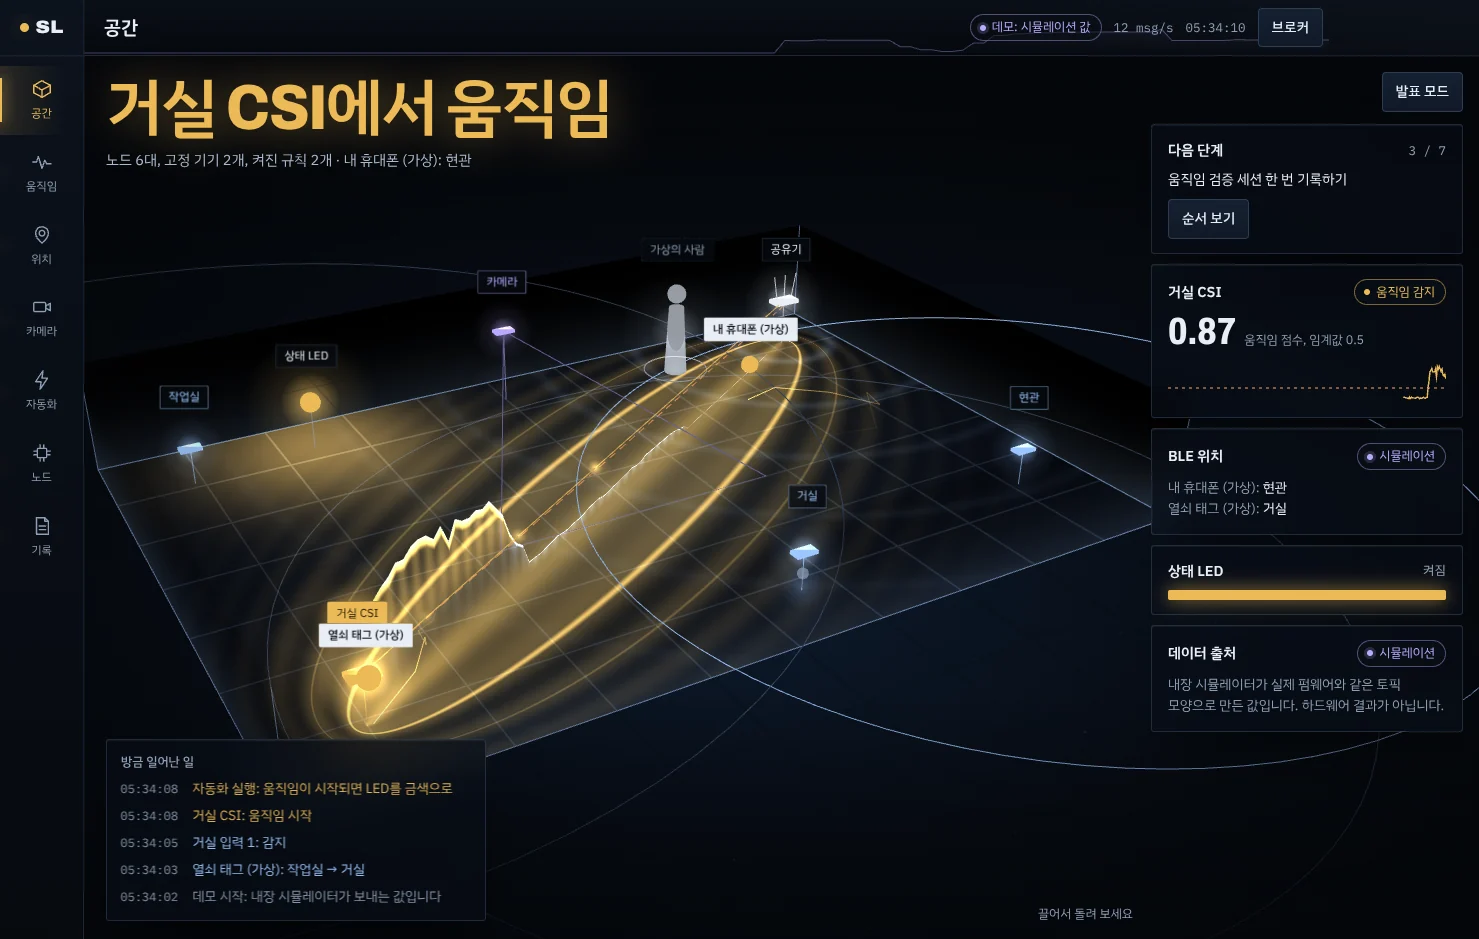 SL
공간
데모: 시뮬레이션 값
12 msg/s
05:34:10
브로커
공간
움직임
위치
카메라
자동화
노드
기록
거실 CSI에서 움직임
노드 6대, 고정 기기 2개, 켜진 규칙 2개 · 내 휴대폰 (가상): 현관
발표 모드
다음 단계
3 / 7
움직임 검증 세션 한 번 기록하기
순서 보기
가상의 사람
공유기
카메라
내 휴대폰 (가상)
상태 LED
작업실
현관
거실
거실 CSI
열쇠 태그 (가상)
거실 CSI
움직임 감지
0.87 움직임 점수, 임계값 0.5
BLE 위치
시뮬레이션
내 휴대폰 (가상): 현관
열쇠 태그 (가상): 거실
상태 LED
켜짐
데이터 출처
시뮬레이션
내장 시뮬레이터가 실제 펌웨어와 같은 토픽
모양으로 만든 값입니다. 하드웨어 결과가 아닙니다.
방금 일어난 일
05:34:08 자동화 실행: 움직임이 시작되면 LED를 금색으로
05:34:08 거실 CSI: 움직임 시작
05:34:05 거실 입력 1: 감지
05:34:03 열쇠 태그 (가상): 작업실 → 거실
05:34:02 데모 시작: 내장 시뮬레이터가 보내는 값입니다
끌어서 돌려 보세요